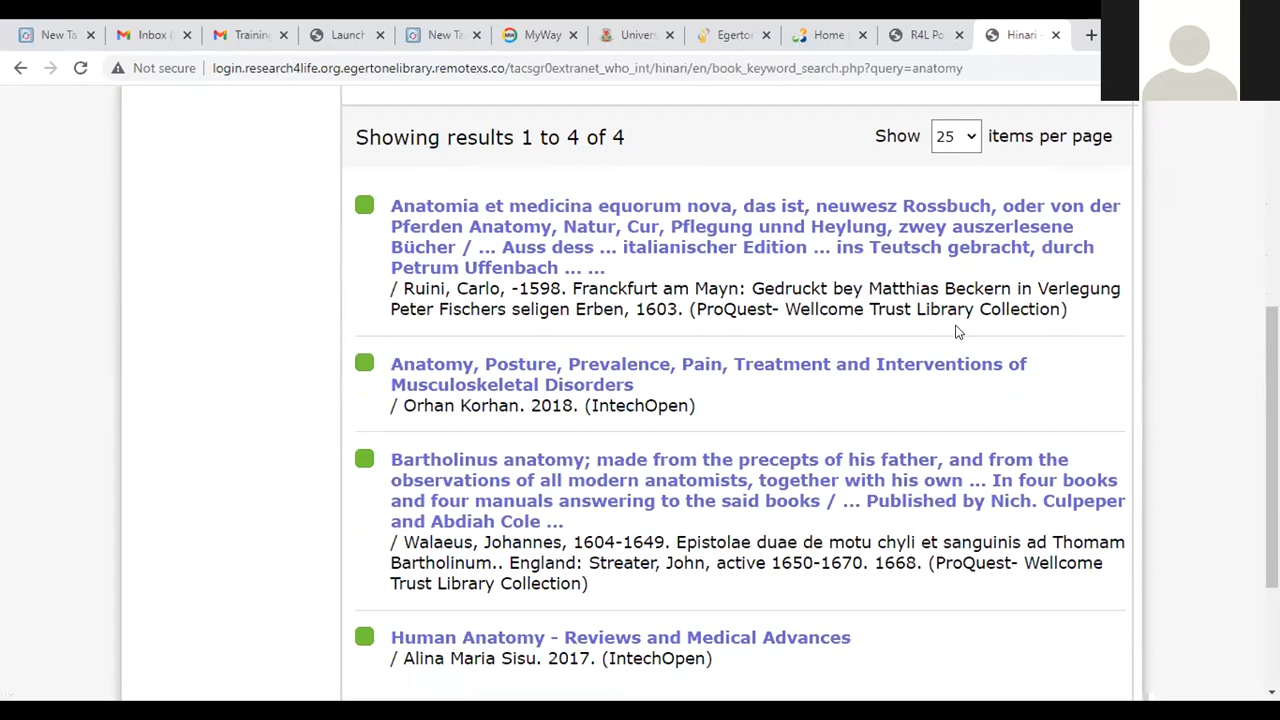 New Ta
Inbox (
Training
Launch
New Ta
MyWay
Univers
Egerton
Home
R4L Po
Hinari -
Not secure
login.research4life.org.egertonelibrary.remotexs.co/tacsgr0extranet_who_int/hinari/en/book_keyword_search.php?query=anatomy
Showing results 1 to 4 of 4
Show 25 items per page
Anatomia et medicina equorum nova, das ist, neuwesz Rossbuch, oder von der
Pferden Anatomy, Natur, Cur, Pflegung unnd Heylung, zwey auszerlesene
Bücher / ... Auss dess ... italianischer Edition ... ins Teutsch gebracht, durch
Petrum Uffenbach ... ...
/ Ruini, Carlo, -1598. Franckfurt am Mayn: Gedruckt bey Matthias Beckern in Verlegung
Peter Fischers seligen Erben, 1603. (ProQuest- Wellcome Trust Library Collection)
Anatomy, Posture, Prevalence, Pain, Treatment and Interventions of
Musculoskeletal Disorders
/ Orhan Korhan. 2018. (IntechOpen)
Bartholinus anatomy; made from the precepts of his father, and from the
observations of all modern anatomists, together with his own ... In four books
and four manuals answering to the said books / ... Published by Nich. Culpeper
and Abdiah Cole ...
/ Walaeus, Johannes, 1604-1649. Epistolae duae de motu chyli et sanguinis ad Thomam
Bartholinum.. England: Streater, John, active 1650-1670. 1668. (ProQuest- Wellcome
Trust Library Collection)
Human Anatomy - Reviews and Medical Advances
/ Alina Maria Sisu. 2017. (IntechOpen)